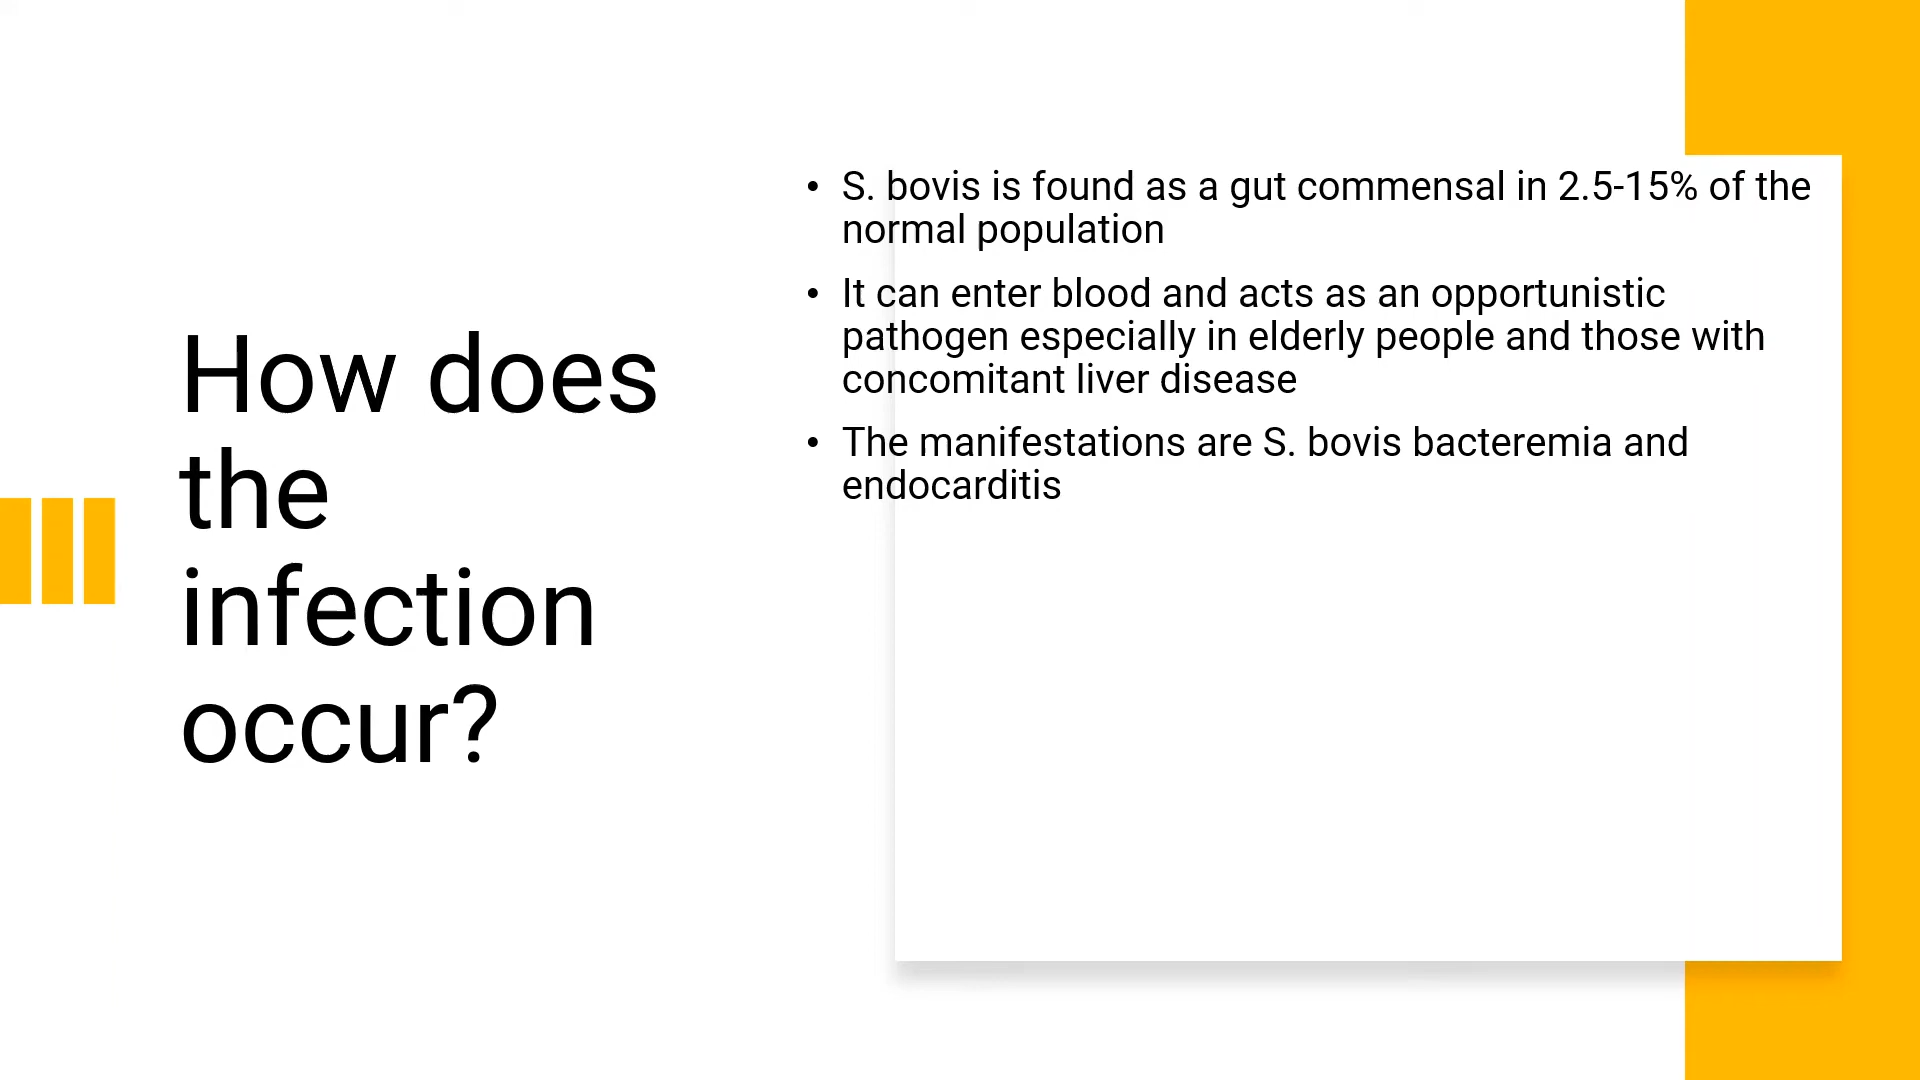 How does
the
infection
occur?
• S. bovis is found as a gut commensal in 2.5-15% of the
normal population
• It can enter blood and acts as an opportunistic
pathogen especially in elderly people and those with
concomitant liver disease
• The manifestations are S. bovis bacteremia and
endocarditis